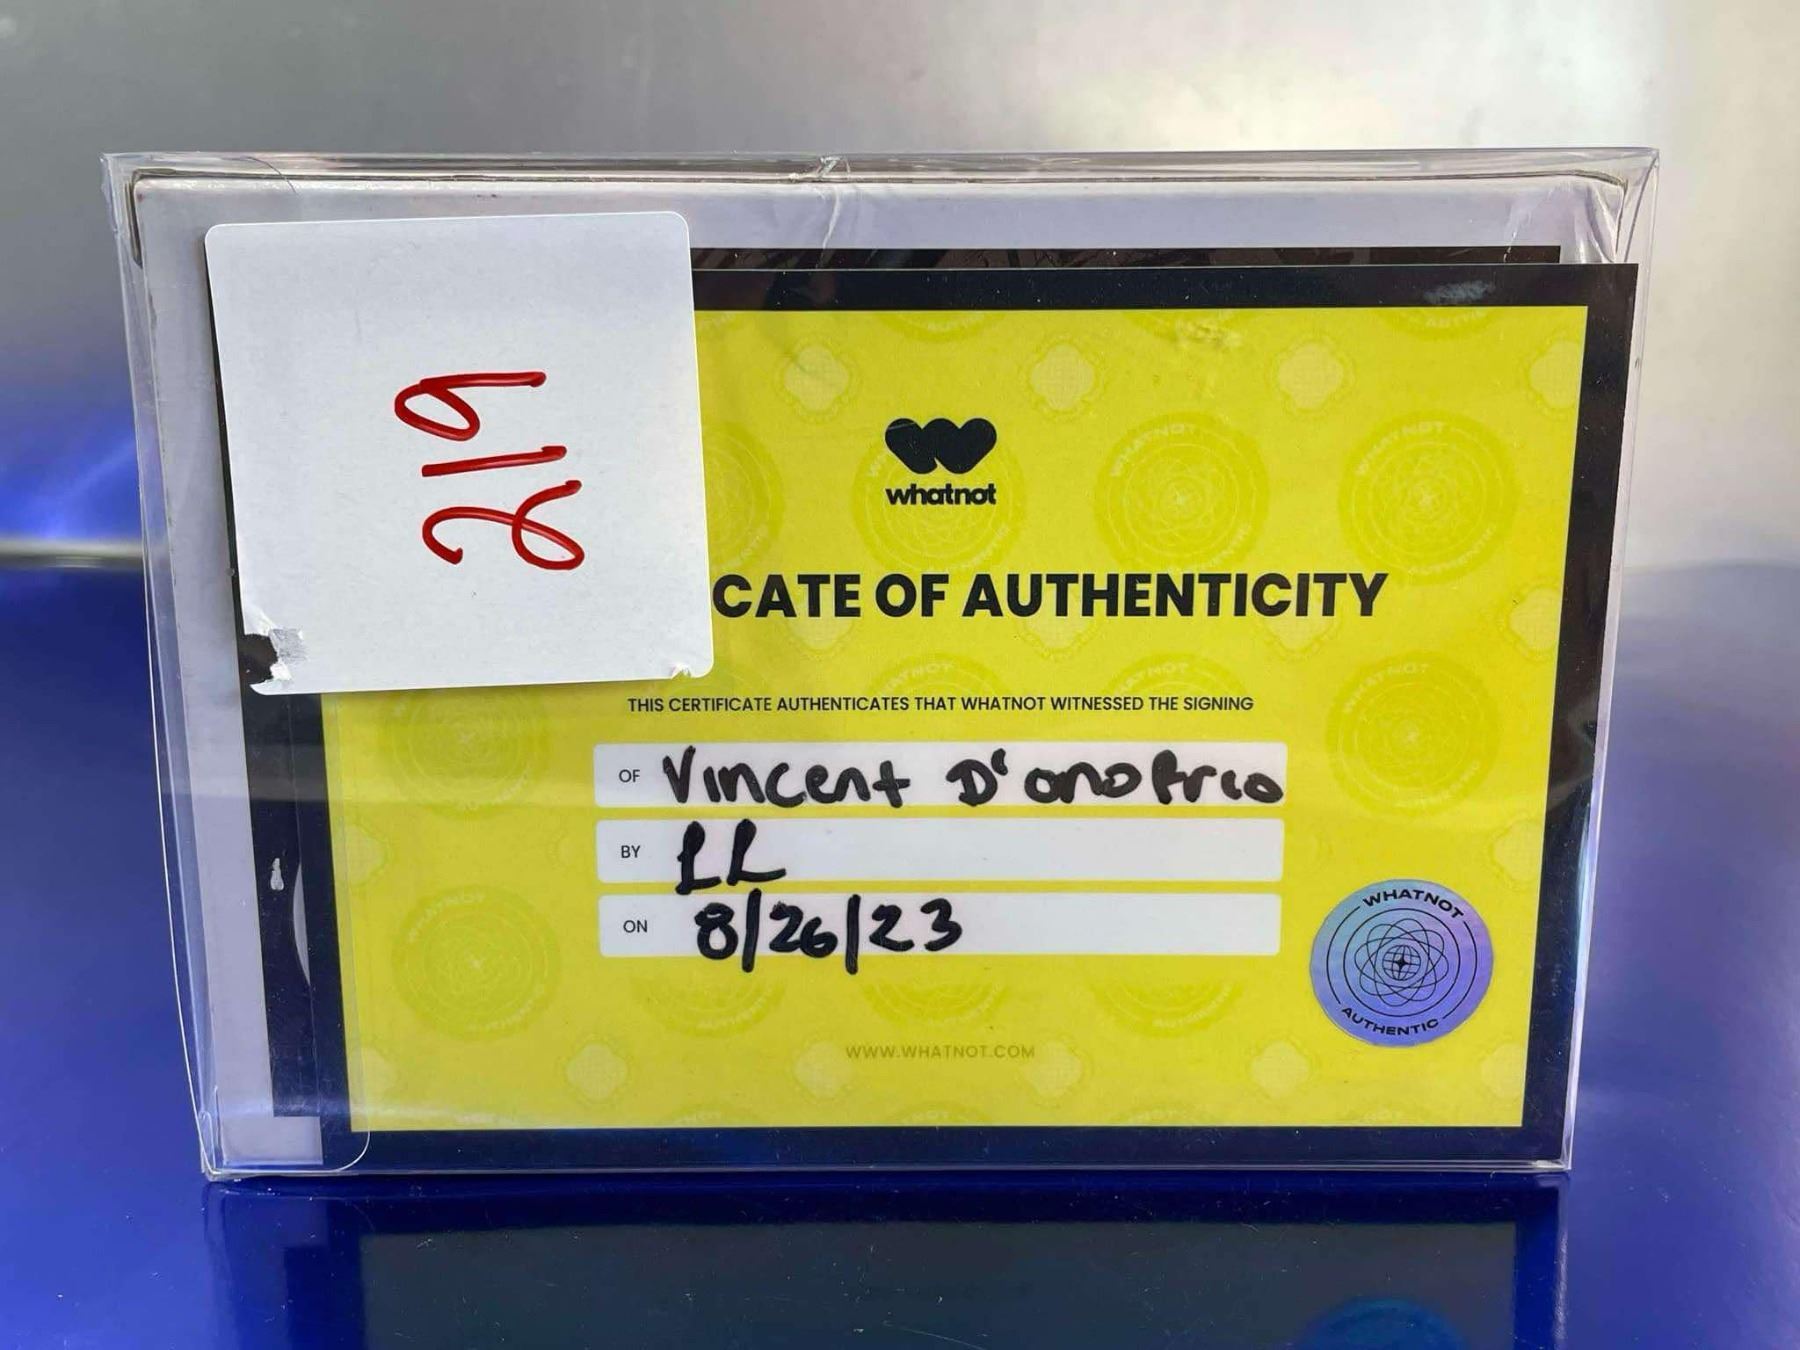 219
whatnot
CATE OF AUTHENTICITY
THIS CERTIFICATE AUTHENTICATES THAT WHATNOT WITNESSED THE SIGNING
OF Vincent D'onofrio
BY LL
ON 8/26/23
WHATNOT
AUTHENTIC
WWW.WHATNOT.COM